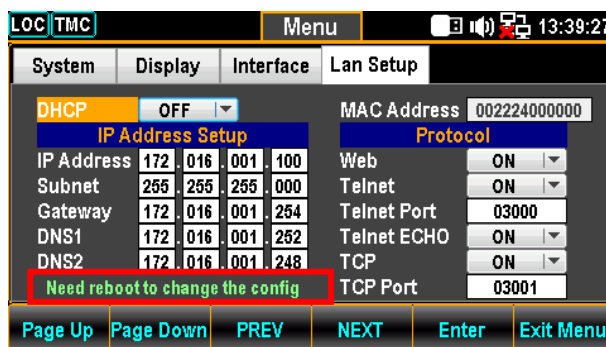 LOC TMC Menu 13:39:27
System Display Interface Lan Setup
DHCP OFF
IP Address Setup
IP Address 172 . 016 . 001 . 100
Subnet 255 . 255 . 255 . 000
Gateway 172 . 016 . 001 . 254
DNS1 172 . 016 . 001 . 252
DNS2 172 . 016 . 001 . 248
Need reboot to change the config
MAC Address 002224000000
Protocol
Web ON
Telnet ON
Telnet Port 03000
Telnet ECHO ON
TCP ON
TCP Port 03001
Page Up Page Down PREV NEXT Enter Exit Menu